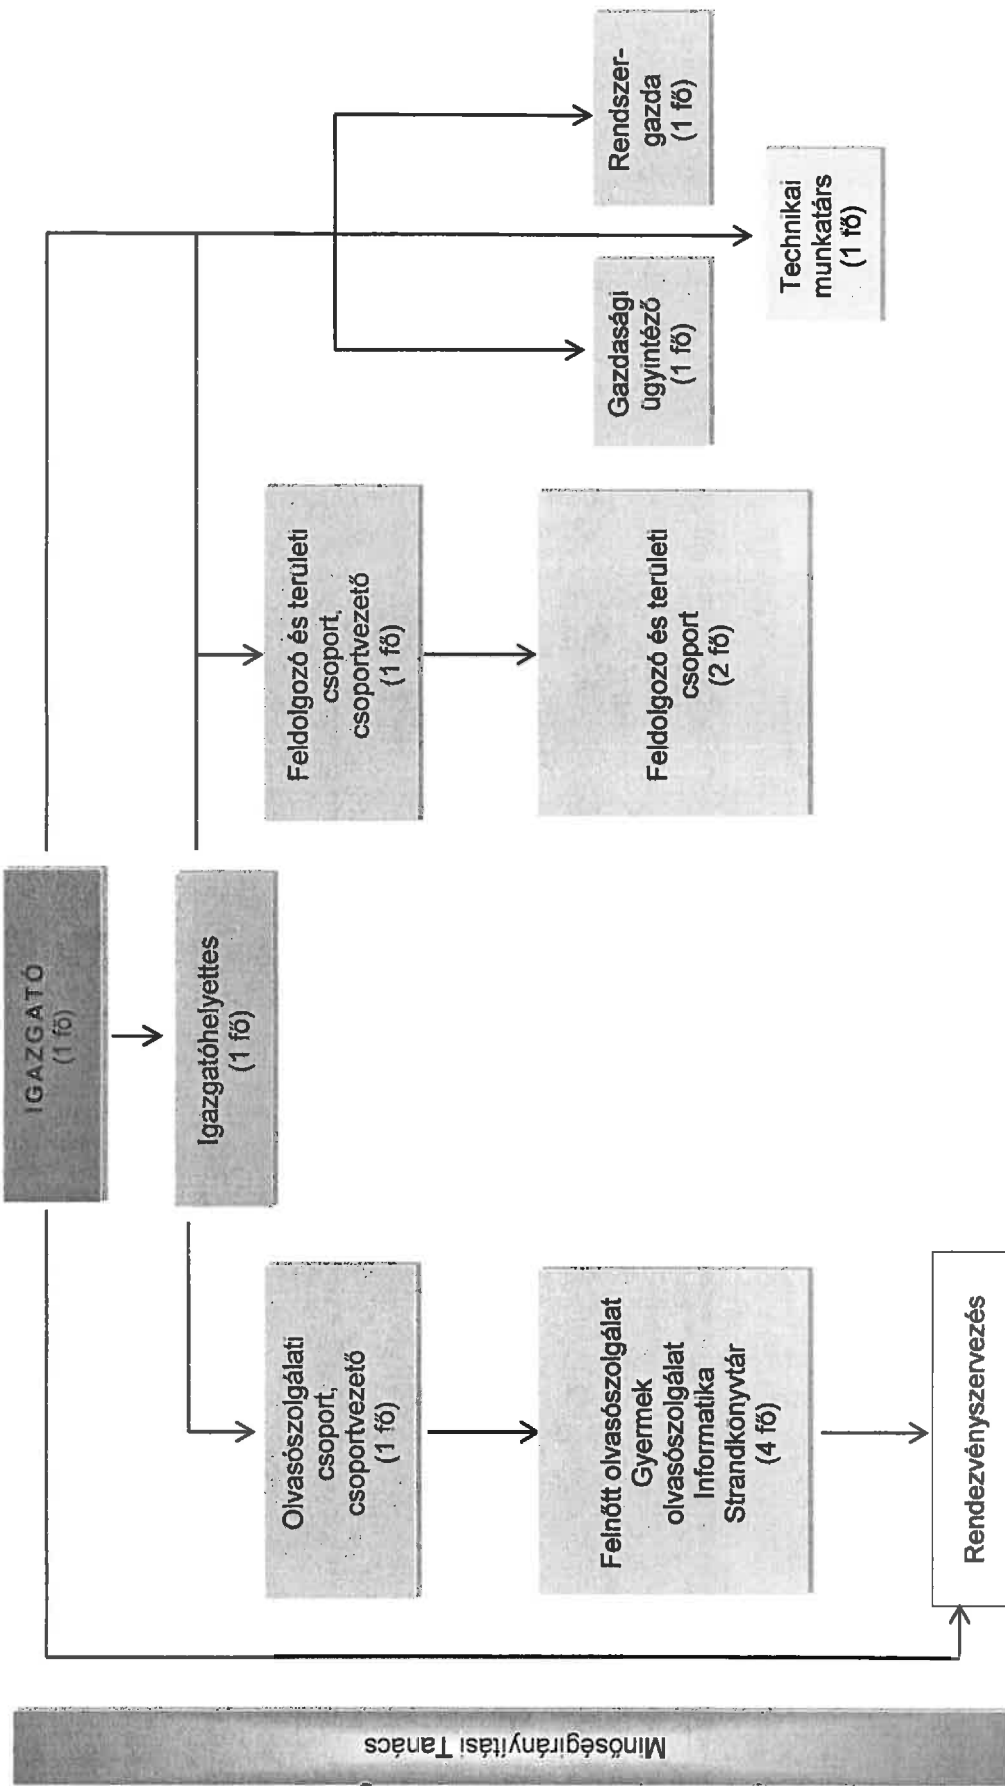 Minőségirányítási Tanács
IGAZGATÓ
(1 fő)
Igazgatóhelyettes
(1 fő)
Olvasószolgálati
csoport,
csoportvezető
(1 fő)
Feldolgozó és területi
csoport,
csoportvezető
(1 fő)
Felnőtt olvasószolgálat
Gyermek
olvasószolgálat
Informatika
Strandkönyvtár
(4 fő)
Feldolgozó és területi
csoport
(2 fő)
Gazdasági
ügyintéző
(1 fő)
Rendszer-
gazda
(1 fő)
Technikai
munkatárs
(1 fő)
Rendezvényszervezés